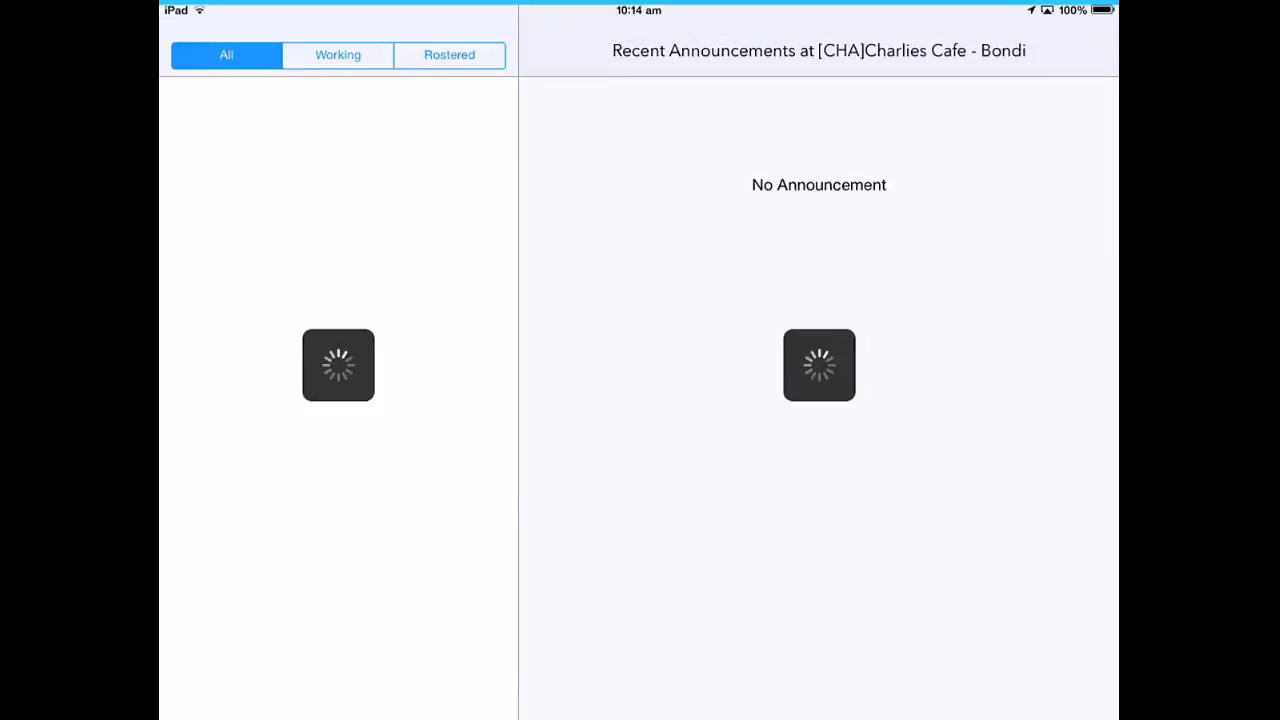 iPad
10:14 am
100%
All
Working
Rostered
Recent Announcements at [CHA]Charlies Cafe - Bondi
No Announcement